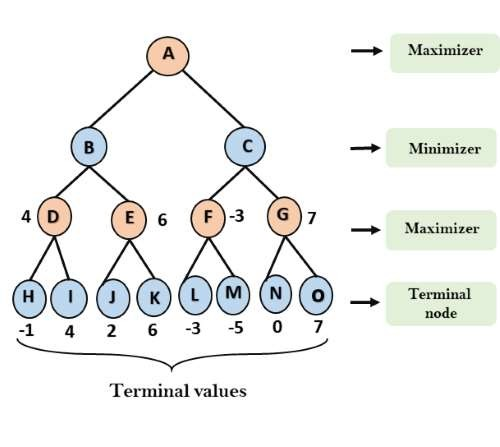 A
Maximizer
B
C
Minimizer
4 D
E 6
F -3
G 7
Maximizer
H I J K L M N O
Terminal
node
-1 4 2 6 -3 -5 0 7
Terminal values